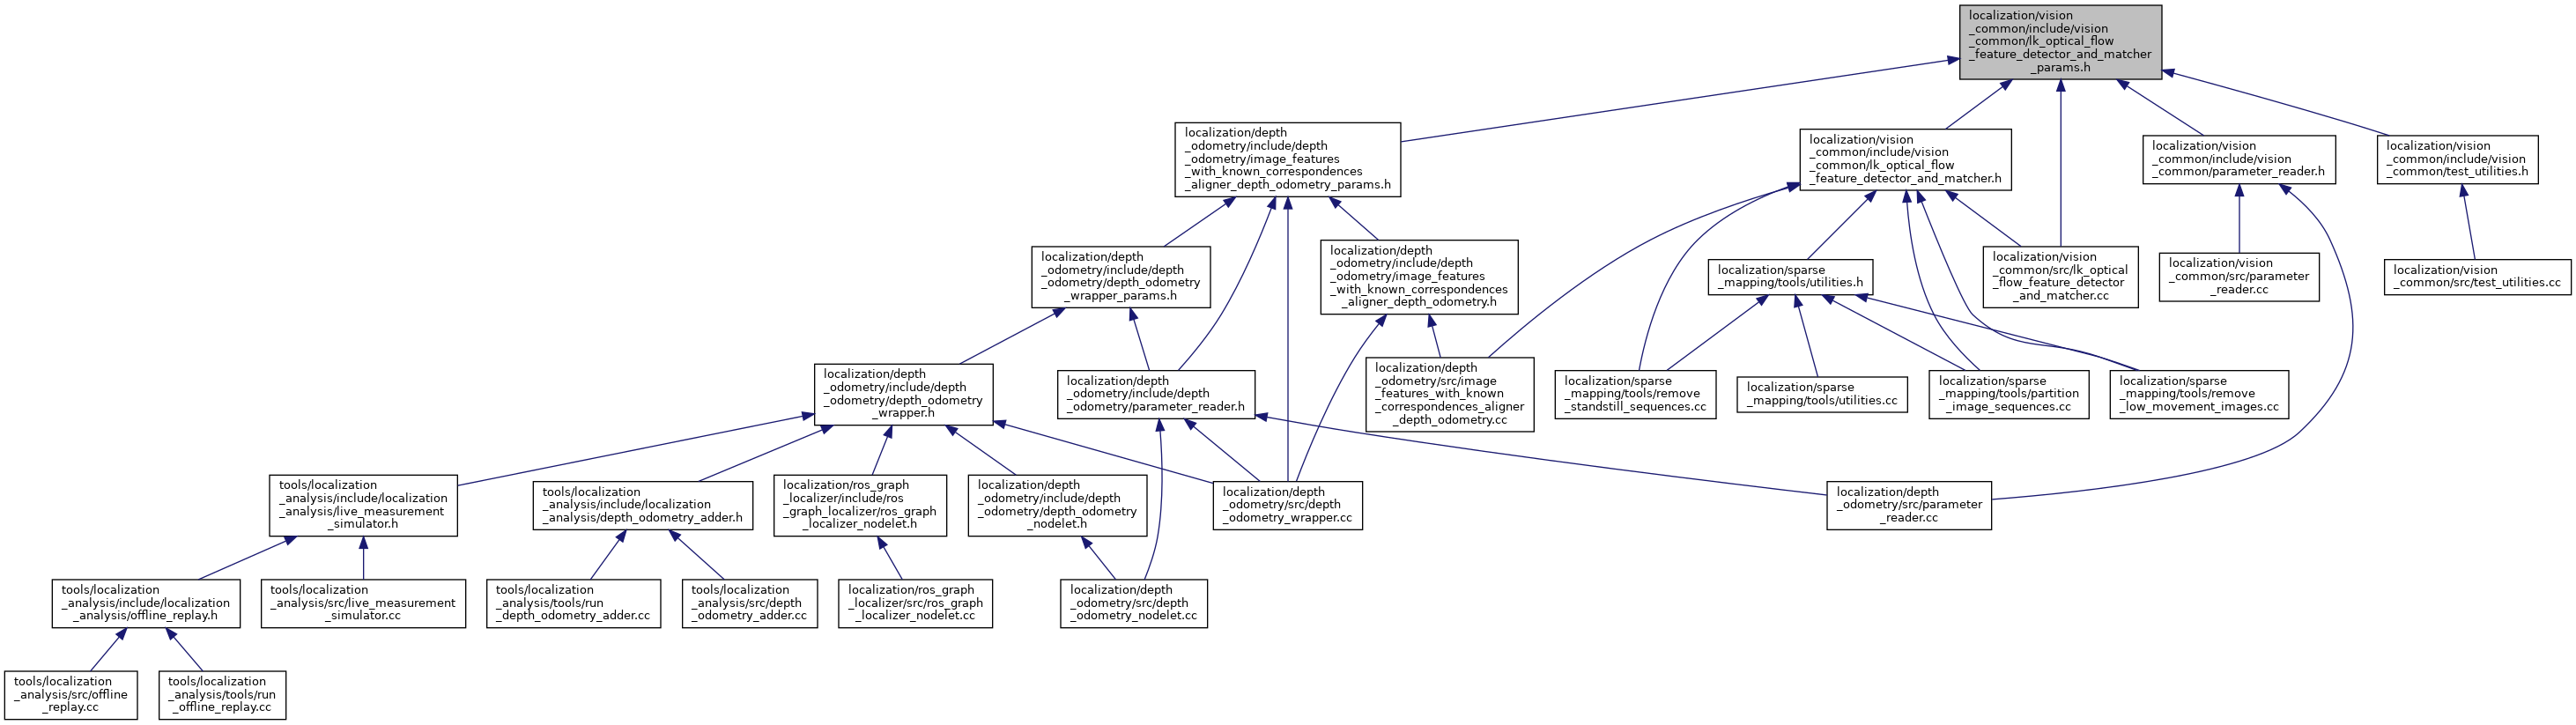 localization/vision
_common/include/vision
_common/lk_optical_flow
_feature_detector_and_matcher
_params.h
localization/depth
_odometry/include/depth
_odometry/image_features
_with_known_correspondences
_aligner_depth_odometry_params.h
localization/vision
_common/include/vision
_common/lk_optical_flow
_feature_detector_and_matcher.h
localization/vision
_common/include/vision
_common/parameter_reader.h
localization/vision
_common/include/vision
_common/test_utilities.h
localization/depth
_odometry/include/depth
_odometry/depth_odometry
_wrapper_params.h
localization/depth
_odometry/include/depth
_odometry/image_features
_with_known_correspondences
_aligner_depth_odometry.h
localization/sparse
_mapping/tools/utilities.h
localization/vision
_common/src/lk_optical
_flow_feature_detector
_and_matcher.cc
localization/vision
_common/src/parameter
_reader.cc
localization/vision
_common/src/test_utilities.cc
localization/depth
_odometry/include/depth
_odometry/depth_odometry
_wrapper.h
localization/depth
_odometry/include/depth
_odometry/parameter_reader.h
localization/depth
_odometry/src/image
_features_with_known
_correspondences_aligner
_depth_odometry.cc
localization/sparse
_mapping/tools/remove
_standstill_sequences.cc
localization/sparse
_mapping/tools/utilities.cc
localization/sparse
_mapping/tools/partition
_image_sequences.cc
localization/sparse
_mapping/tools/remove
_low_movement_images.cc
tools/localization
_analysis/include/localization
_analysis/live_measurement
_simulator.h
tools/localization
_analysis/include/localization
_analysis/depth_odometry_adder.h
localization/ros_graph
_localizer/include/ros
_graph_localizer/ros_graph
_localizer_nodelet.h
localization/depth
_odometry/include/depth
_odometry/depth_odometry
_nodelet.h
localization/depth
_odometry/src/depth
_odometry_wrapper.cc
localization/depth
_odometry/src/parameter
_reader.cc
tools/localization
_analysis/include/localization
_analysis/offline_replay.h
tools/localization
_analysis/src/live_measurement
_simulator.cc
tools/localization
_analysis/tools/run
_depth_odometry_adder.cc
tools/localization
_analysis/src/depth
_odometry_adder.cc
localization/ros_graph
_localizer/src/ros_graph
_localizer_nodelet.cc
localization/depth
_odometry/src/depth
_odometry_nodelet.cc
tools/localization
_analysis/src/offline
_replay.cc
tools/localization
_analysis/tools/run
_offline_replay.cc